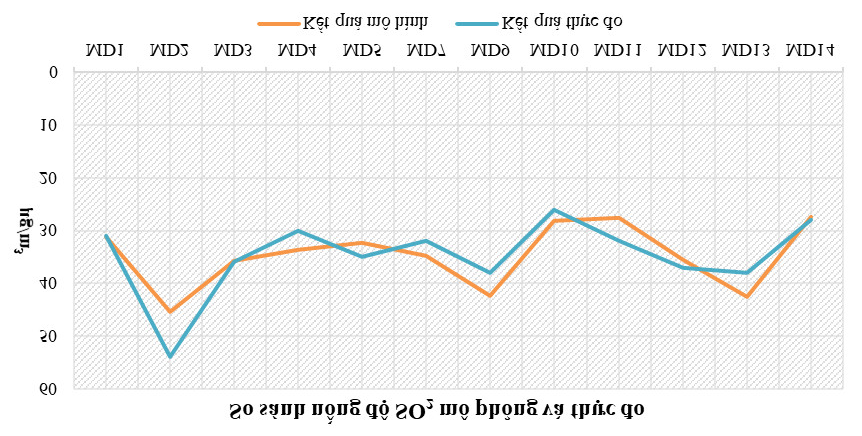 So sánh nồng độ SO₂ mô phỏng và thực đo
µg/m³
60
50
40
30
20
10
0
MD1 MD2 MD3 MD4 MD5 MD7 MD9 MD10 MD11 MD12 MD13 MD14
Kết quả mô hình Kết quả thực đo